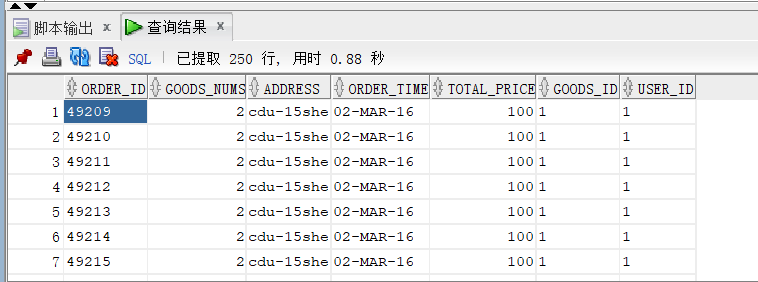 脚本输出 × 查询结果 ×
SQL | 已提取 250 行, 用时 0.88 秒
ORDER_ID GOODS_NUMS ADDRESS ORDER_TIME TOTAL_PRICE GOODS_ID USER_ID
1 49209 2 cdu-15she 02-MAR-16 100 1 1
2 49210 2 cdu-15she 02-MAR-16 100 1 1
3 49211 2 cdu-15she 02-MAR-16 100 1 1
4 49212 2 cdu-15she 02-MAR-16 100 1 1
5 49213 2 cdu-15she 02-MAR-16 100 1 1
6 49214 2 cdu-15she 02-MAR-16 100 1 1
7 49215 2 cdu-15she 02-MAR-16 100 1 1